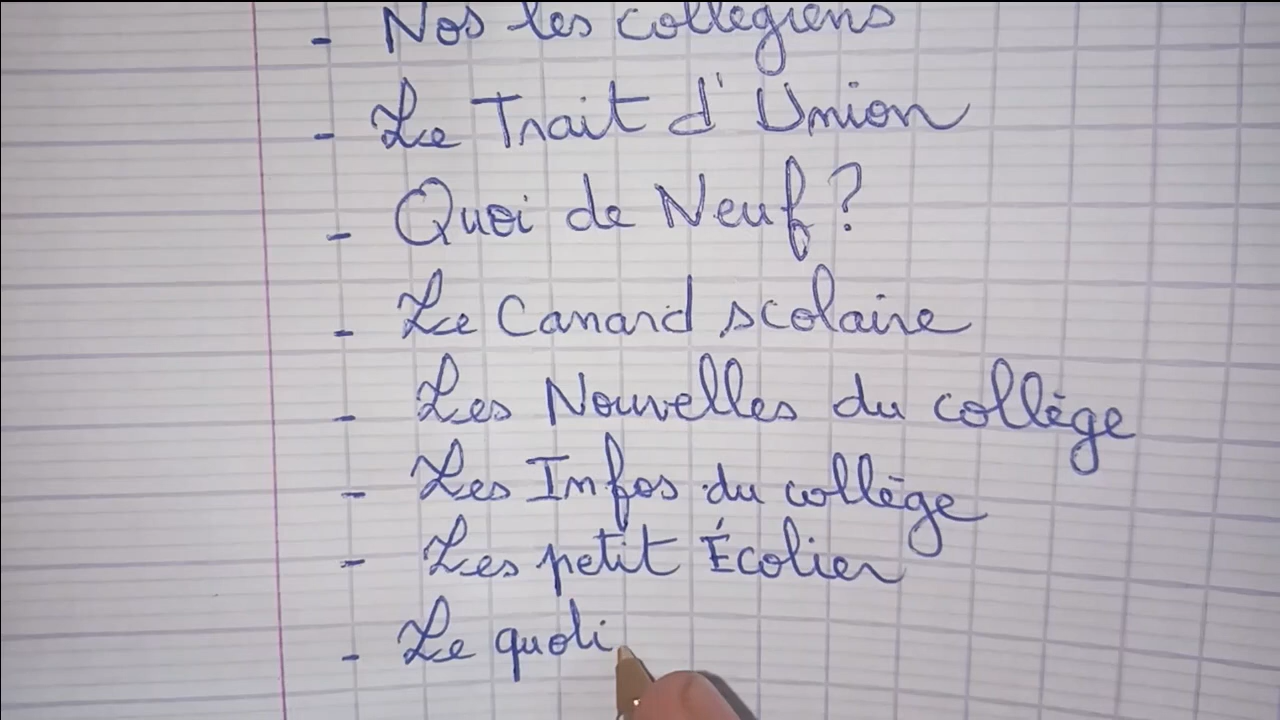 - Nos les collégiens
- Le Trait d'Union
- Quoi de Neuf ?
- Le Canard scolaire
- Les Nouvelles du collège
- Les Infos du collège
- Les petit Écolier
- Le quoti